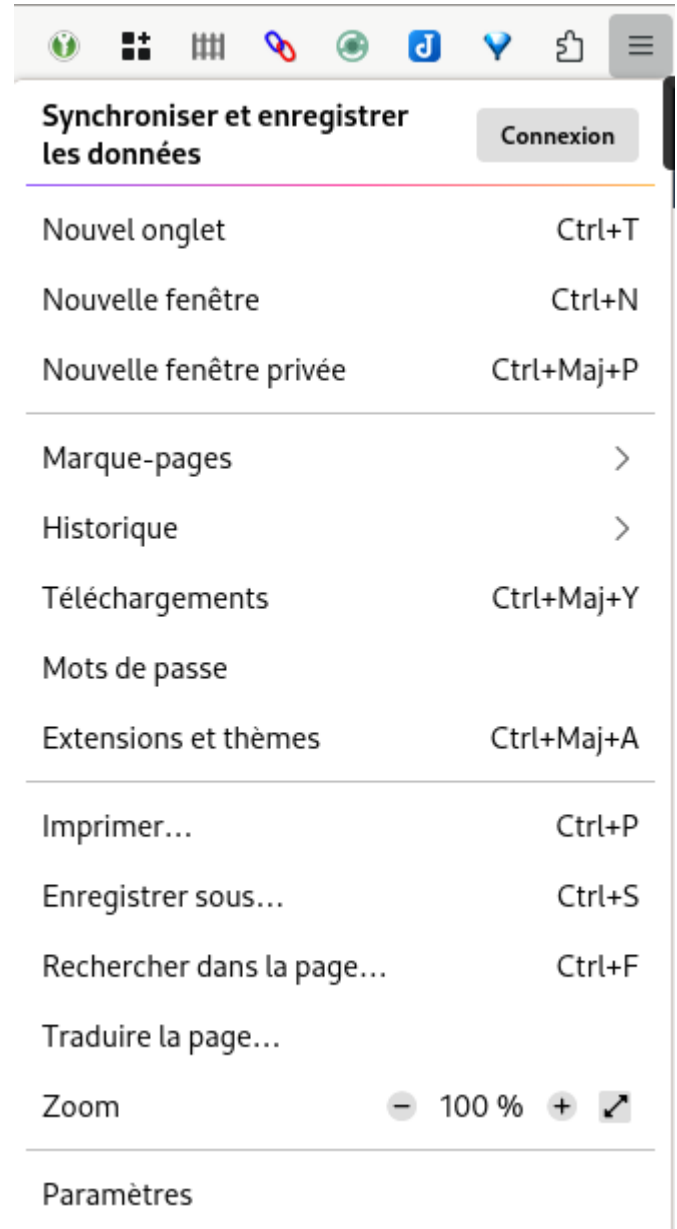 Synchroniser et enregistrer
les données
Connexion
Nouvel onglet Ctrl+T
Nouvelle fenêtre Ctrl+N
Nouvelle fenêtre privée Ctrl+Maj+P
Marque-pages
Historique
Téléchargements Ctrl+Maj+Y
Mots de passe
Extensions et thèmes Ctrl+Maj+A
Imprimer… Ctrl+P
Enregistrer sous… Ctrl+S
Rechercher dans la page… Ctrl+F
Traduire la page…
Zoom − 100 % +
Paramètres